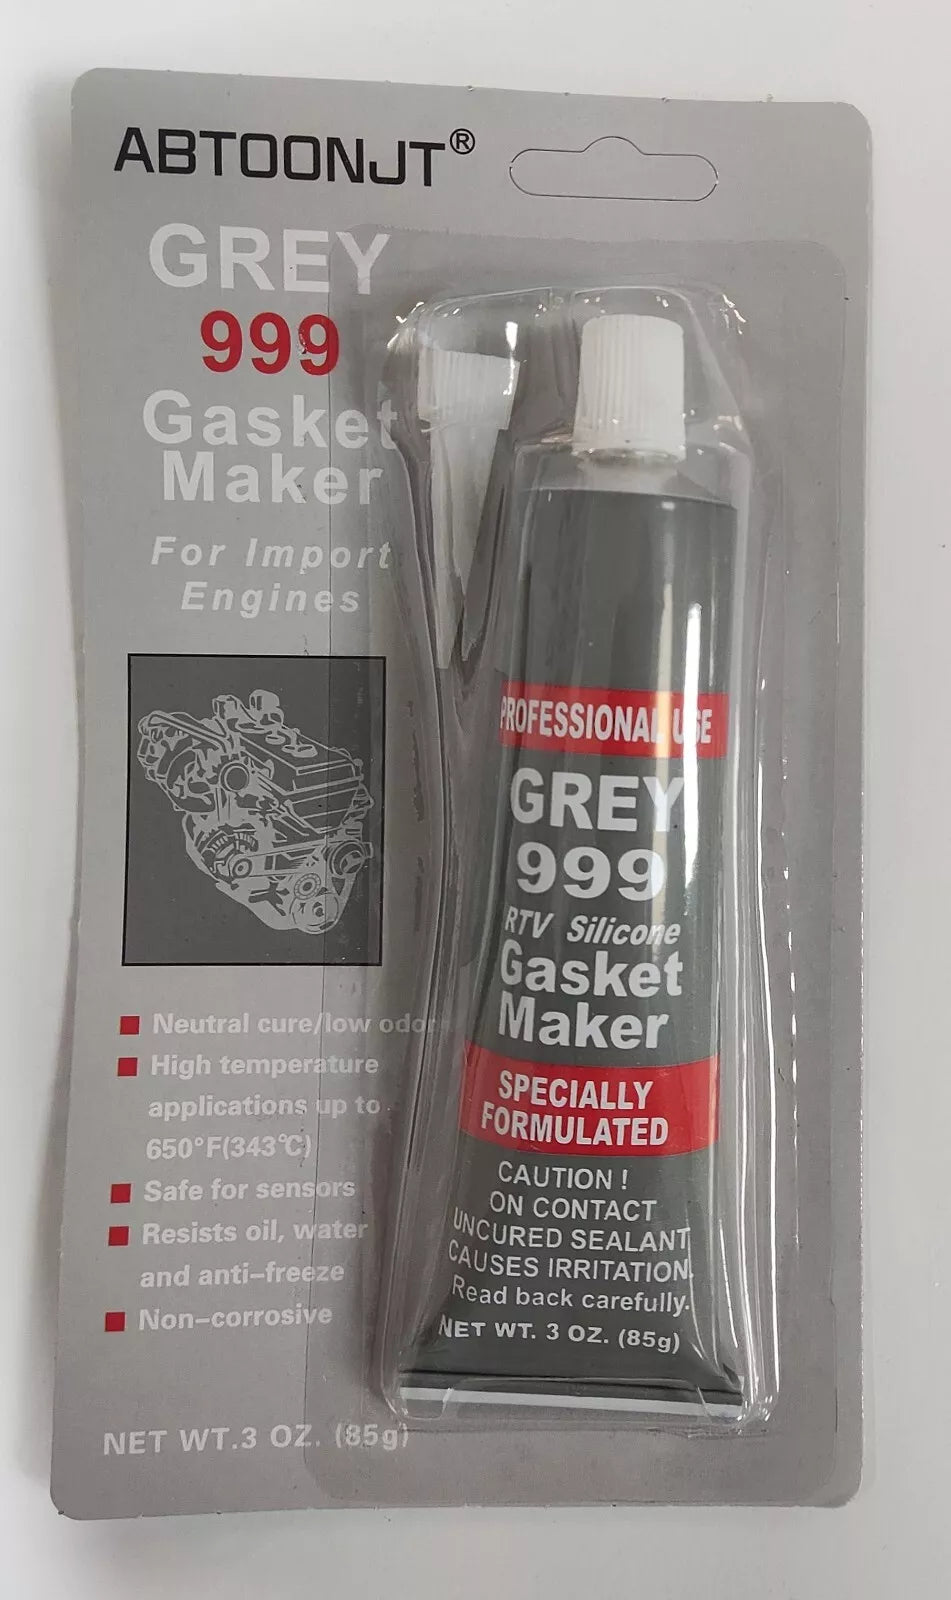 ABTOONJT®
GREY
999
Gasket
Maker
For Import
Engines
Neutral cure/low odor
High temperature
applications up to
650°F(343℃)
Safe for sensors
Resists oil, water
and anti-freeze
Non-corrosive
NET WT.3 OZ. (85g)
PROFESSIONAL USE
GREY
999
RTV Silicone
Gasket
Maker
SPECIALLY
FORMULATED
CAUTION !
ON CONTACT
UNCURED SEALANT
CAUSES IRRITATION.
Read back carefully.
NET WT. 3 OZ. (85g)